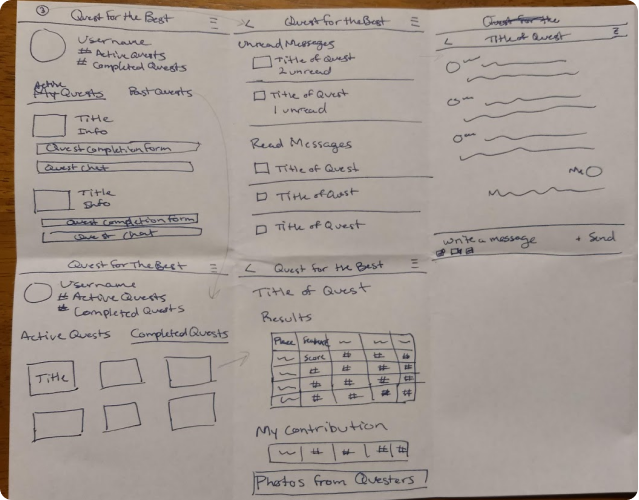 ③ Quest for the Best
Username
# Active Quests
# Completed Quests
Active
My Quests Past Quests
Title
Info
Quest completion form
Quest chat
Title
Info
Quest completion form
Quest chat
< Quest for the Best
Unread Messages
Title of Quest
2 unread
Title of Quest
1 unread
Read Messages
Title of Quest
Title of Quest
Title of Quest
Quest for the
< Title of Quest
Me
write a message + Send
Quest for The Best
Username
# Active Quests
# Completed Quests
Active Quests Completed Quests
Title
< Quest for the Best
Title of Quest
Results
Place
Score # # #
# # # #
# # # #
# # # #
My Contribution
# # # #
Photos from Questers